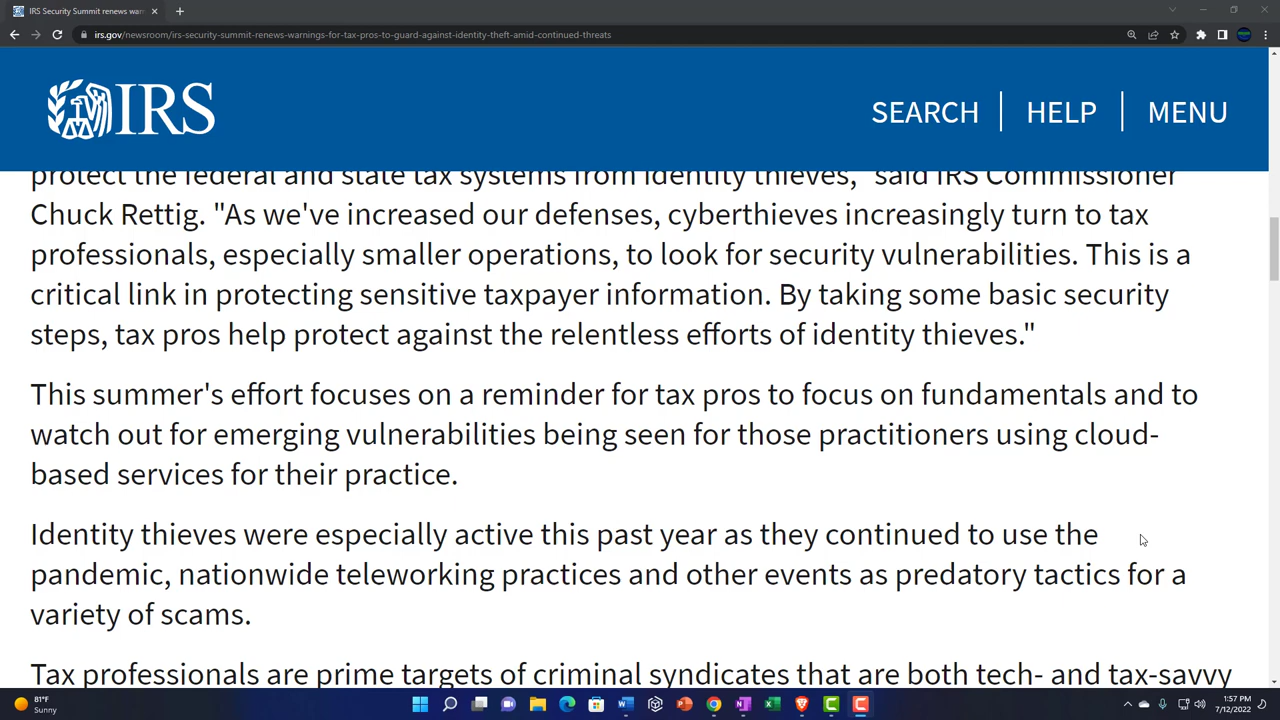 IRS Security Summit renews warn
irs.gov/newsroom/irs-security-summit-renews-warnings-for-tax-pros-to-guard-against-identity-theft-amid-continued-threats
IRS
SEARCH
HELP
MENU
protect the federal and state tax systems from identity thieves," said IRS Commissioner
Chuck Rettig. "As we've increased our defenses, cyberthieves increasingly turn to tax
professionals, especially smaller operations, to look for security vulnerabilities. This is a
critical link in protecting sensitive taxpayer information. By taking some basic security
steps, tax pros help protect against the relentless efforts of identity thieves."
This summer's effort focuses on a reminder for tax pros to focus on fundamentals and to
watch out for emerging vulnerabilities being seen for those practitioners using cloud-
based services for their practice.
Identity thieves were especially active this past year as they continued to use the
pandemic, nationwide teleworking practices and other events as predatory tactics for a
variety of scams.
Tax professionals are prime targets of criminal syndicates that are both tech- and tax-savvy
81°F
Sunny
1:57 PM
7/12/2022